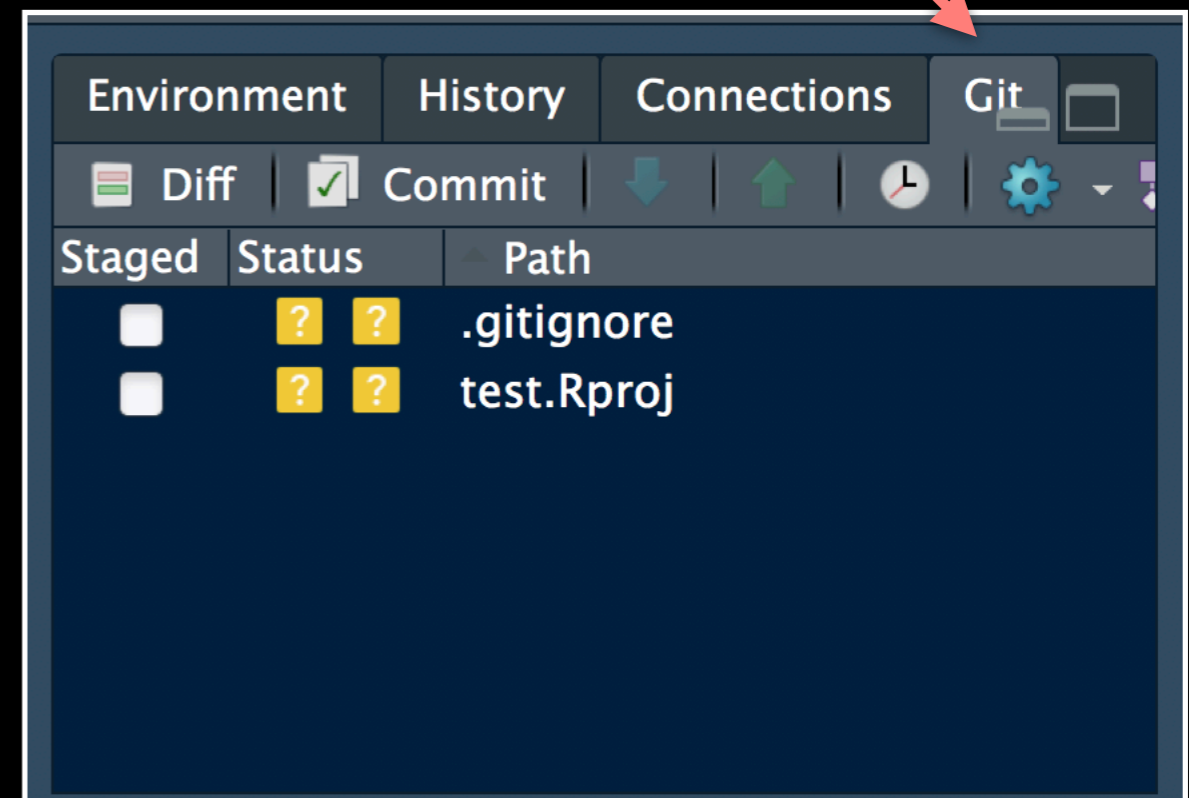 Environment History Connections Git
Diff Commit
Staged Status Path
? ? .gitignore
? ? test.Rproj